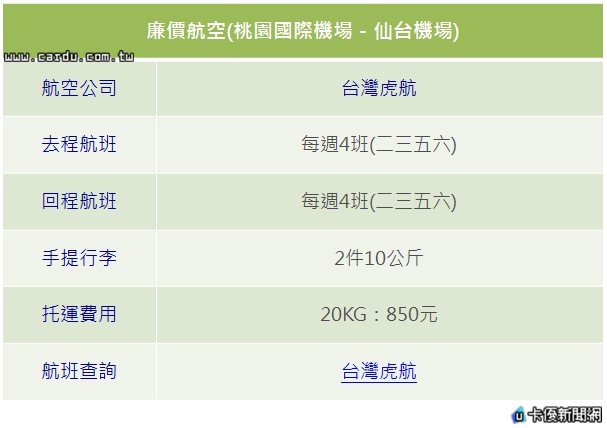 廉價航空(桃園國際機場 - 仙台機場)
www.cardu.com.tw
航空公司 台灣虎航
去程航班 每週4班(二三五六)
回程航班 每週4班(二三五六)
手提行李 2件10公斤
托運費用 20KG：850元
航班查詢 台灣虎航
u 卡優新聞網